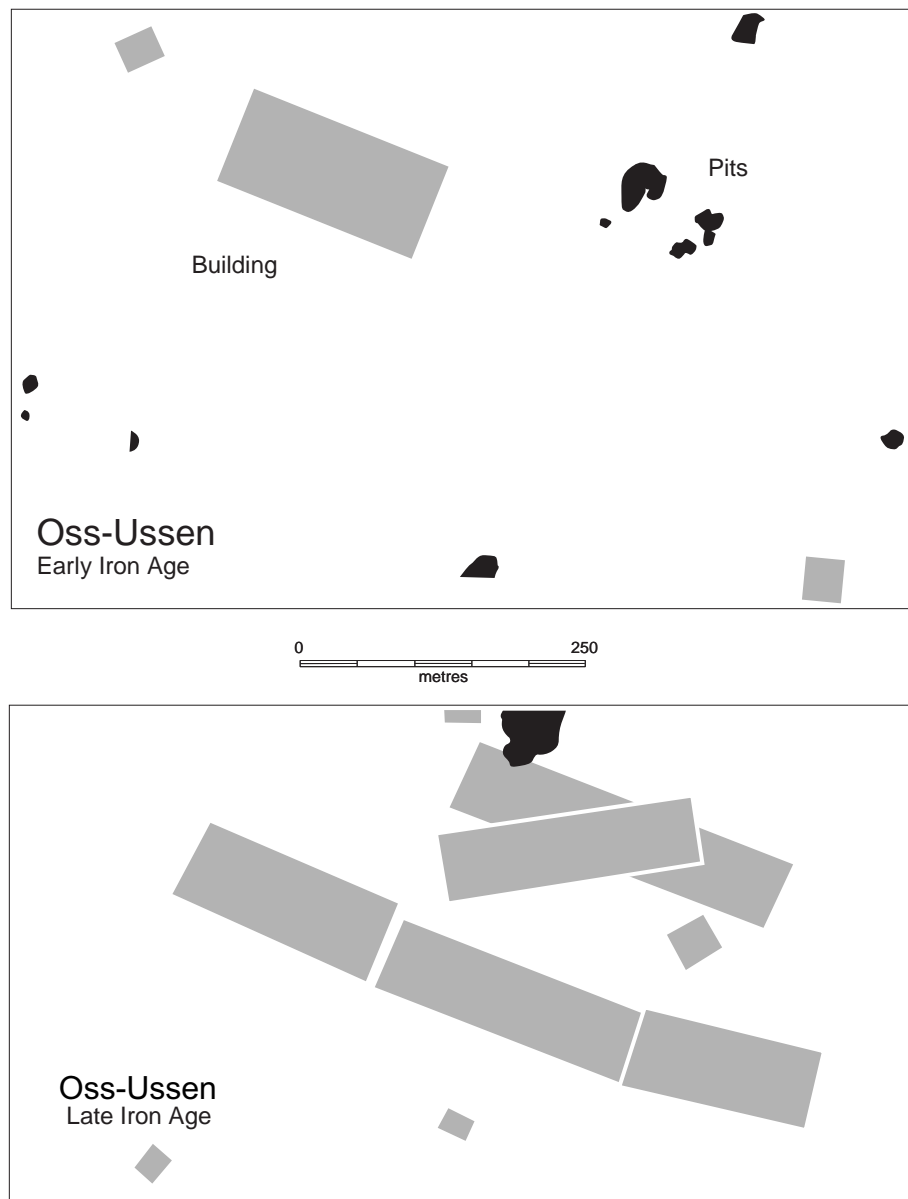 Pits
Building
Oss-Ussen
Early Iron Age
0 250
metres
Oss-Ussen
Late Iron Age